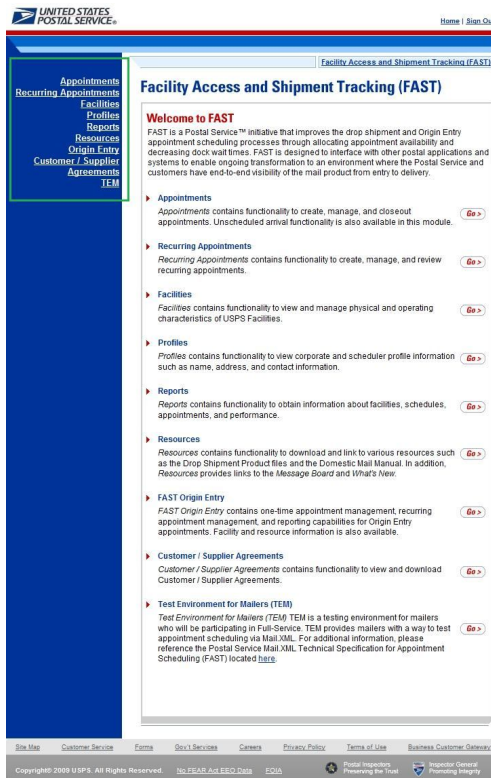 UNITED STATES
POSTAL SERVICE®
Home | Sign Ou
Facility Access and Shipment Tracking (FAST)
Appointments
Recurring Appointments
Facilities
Profiles
Reports
Resources
Origin Entry
Customer / Supplier
Agreements
TEM
Facility Access and Shipment Tracking (FAST)
Welcome to FAST
FAST is a Postal Service™ initiative that improves the drop shipment and Origin Entry
appointment scheduling processes through allocating appointment availability and
decreasing dock wait times. FAST is designed to interface with other postal applications and
systems to enable ongoing transformation to an environment where the Postal Service and
customers have end-to-end visibility of the mail product from entry to delivery.
Appointments
Appointments contains functionality to create, manage, and closeout
appointments. Unscheduled arrival functionality is also available in this module.
Go >
Recurring Appointments
Recurring Appointments contains functionality to create, manage, and review
recurring appointments.
Go >
Facilities
Facilities contains functionality to view and manage physical and operating
characteristics of USPS Facilities.
Go >
Profiles
Profiles contains functionality to view corporate and scheduler profile information
such as name, address, and contact information.
Go >
Reports
Reports contains functionality to obtain information about facilities, schedules,
appointments, and performance.
Go >
Resources
Resources contains functionality to download and link to various resources such
as the Drop Shipment Product files and the Domestic Mail Manual. In addition,
Resources provides links to the Message Board and What's New.
Go >
FAST Origin Entry
FAST Origin Entry contains one-time appointment management, recurring
appointment management, and reporting capabilities for Origin Entry
appointments. Facility and resource information is also available.
Go >
Customer / Supplier Agreements
Customer / Supplier Agreements contains functionality to view and download
Customer / Supplier Agreements.
Go >
Test Environment for Mailers (TEM)
Test Environment for Mailers (TEM) TEM is a testing environment for mailers
who will be participating in Full-Service. TEM provides mailers with a way to test
appointment scheduling via Mail.XML. For additional information, please
reference the Postal Service Mail.XML Technical Specification for Appointment
Scheduling (FAST) located here.
Go >
Site Map Customer Service Forms Gov't Services Careers Privacy Policy Terms of Use Business Customer Gateway
Copyright© 2009 USPS. All Rights Reserved. No FEAR Act EEO Data FOIA
Postal Inspectors
Preserving the Trust
Inspector General
Promoting Integrity